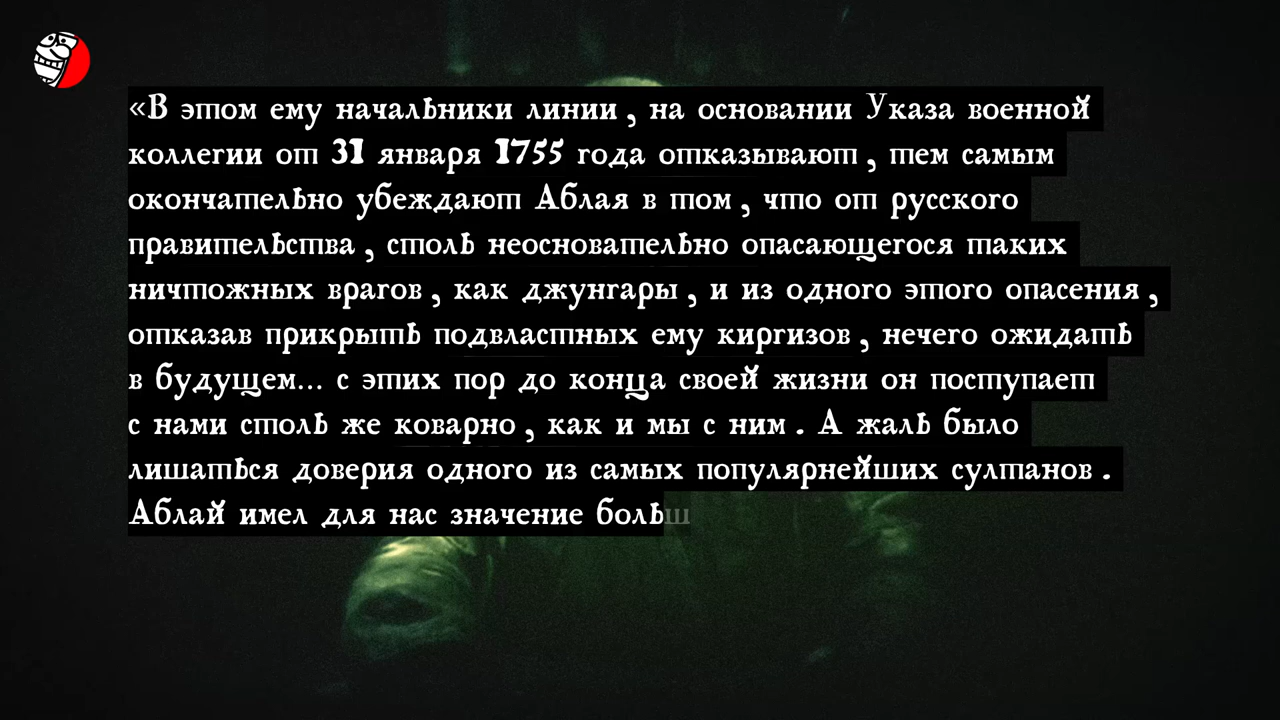 «В этом ему начальники линии, на основании Указа военной
коллегии от 31 января 1755 года отказывают, тем самым
окончательно убеждают Аблая в том, что от русского
правительства, столь неосновательно опасающегося таких
ничтожных врагов, как джунгары, и из одного этого опасения,
отказав прикрыть подвластных ему киргизов, нечего ожидать
в будущем... с этих пор до конца своей жизни он поступает
с нами столь же коварно, как и мы с ним. А жаль было
лишаться доверия одного из самых популярнейших султанов.
Аблай имел для нас значение больш